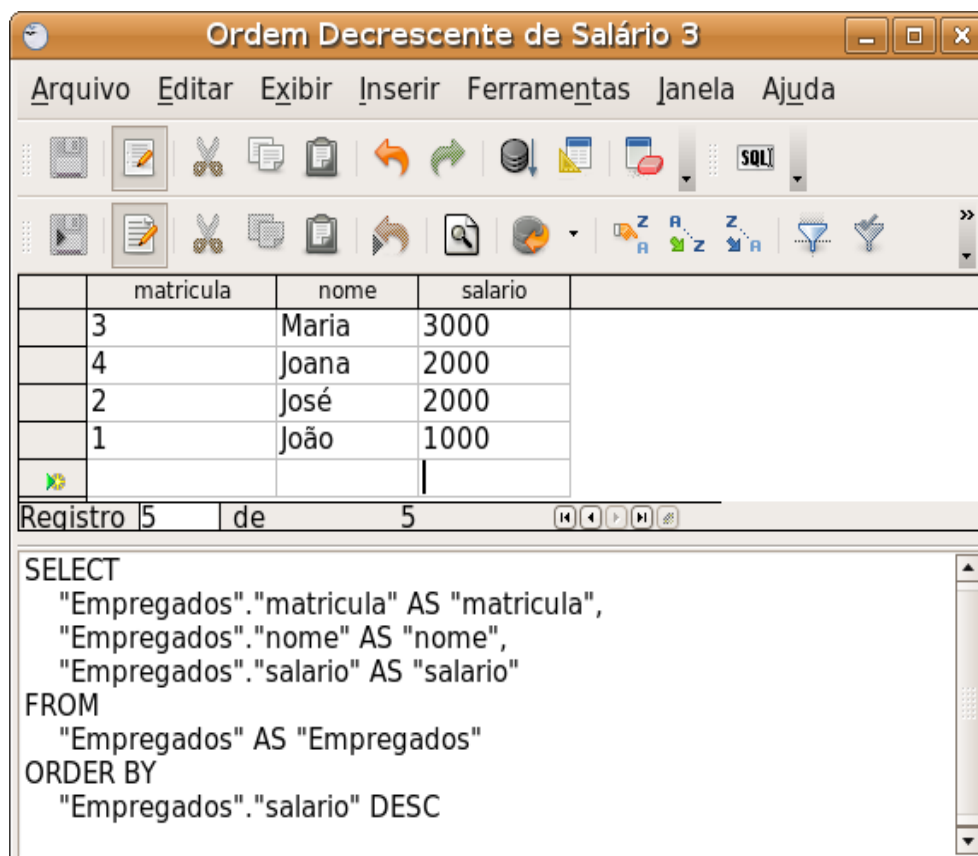 Ordem Decrescente de Salário 3
Arquivo Editar Exibir Inserir Ferramentas Janela Ajuda
SQL
Z A A Z Z A »
matricula nome salario
3 Maria 3000
4 Joana 2000
2 José 2000
1 João 1000
Registro 5 de 5
SELECT
"Empregados"."matricula" AS "matricula",
"Empregados"."nome" AS "nome",
"Empregados"."salario" AS "salario"
FROM
"Empregados" AS "Empregados"
ORDER BY
"Empregados"."salario" DESC